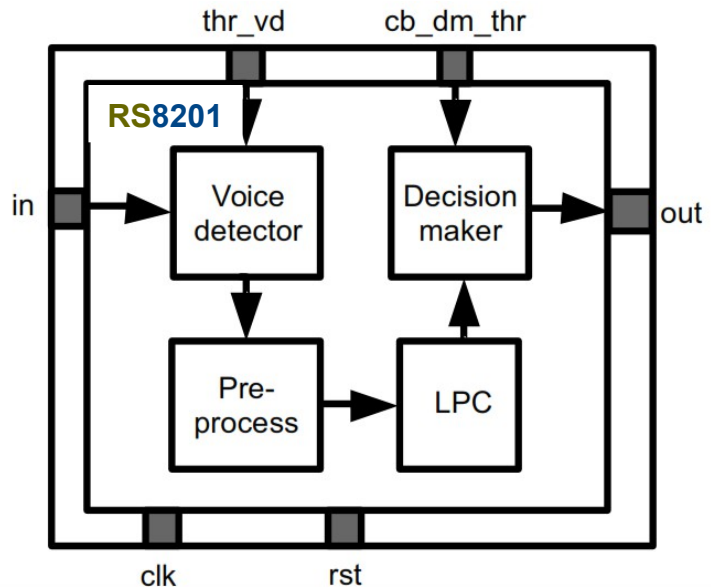 thr_vd
cb_dm_thr
RS8201
in
Voice
detector
Decision
maker
out
Pre-
process
LPC
clk
rst